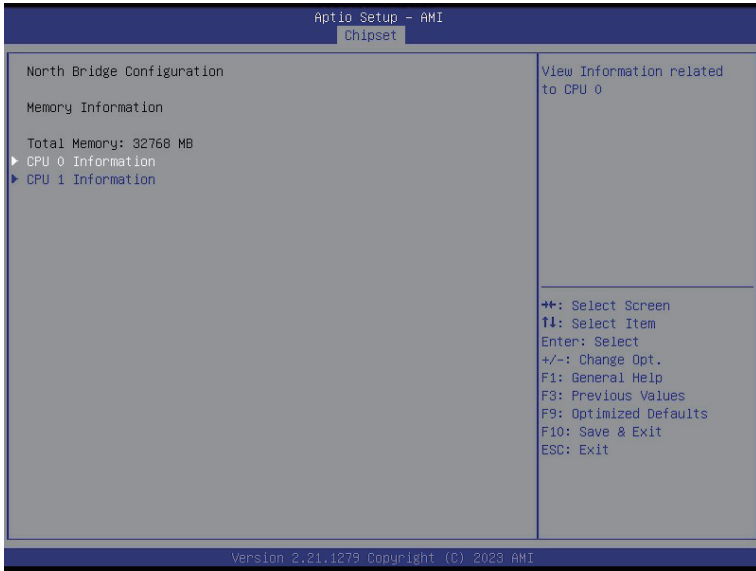 Aptio Setup – AMI
Chipset
North Bridge Configuration
Memory Information
Total Memory: 32768 MB
▶ CPU 0 Information
▶ CPU 1 Information
View Information related
to CPU 0
→←: Select Screen
↑↓: Select Item
Enter: Select
+/-: Change Opt.
F1: General Help
F3: Previous Values
F9: Optimized Defaults
F10: Save & Exit
ESC: Exit
Version 2.21.1279 Copyright (C) 2023 AMI